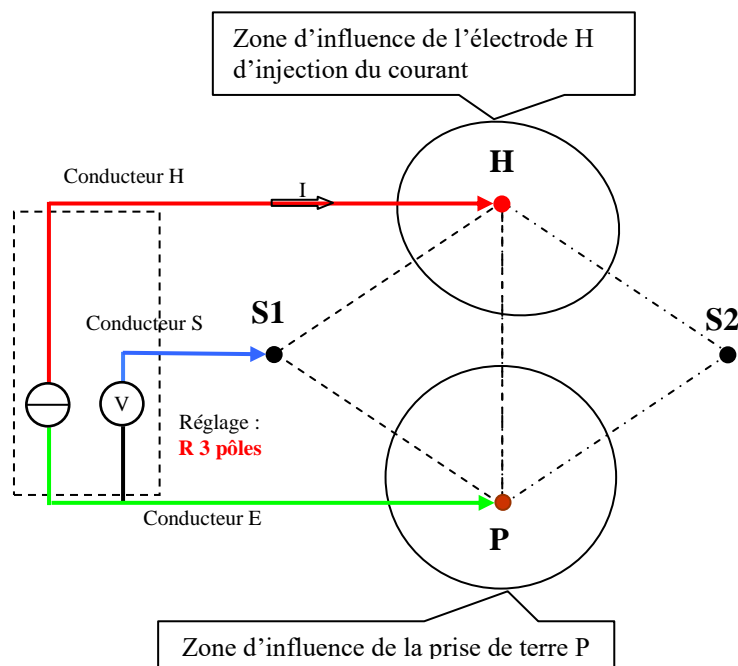 Zone d’influence de l’électrode H
d’injection du courant
H
Conducteur H
I
S1
S2
Conducteur S
V
Réglage :
R 3 pôles
Conducteur E
P
Zone d’influence de la prise de terre P